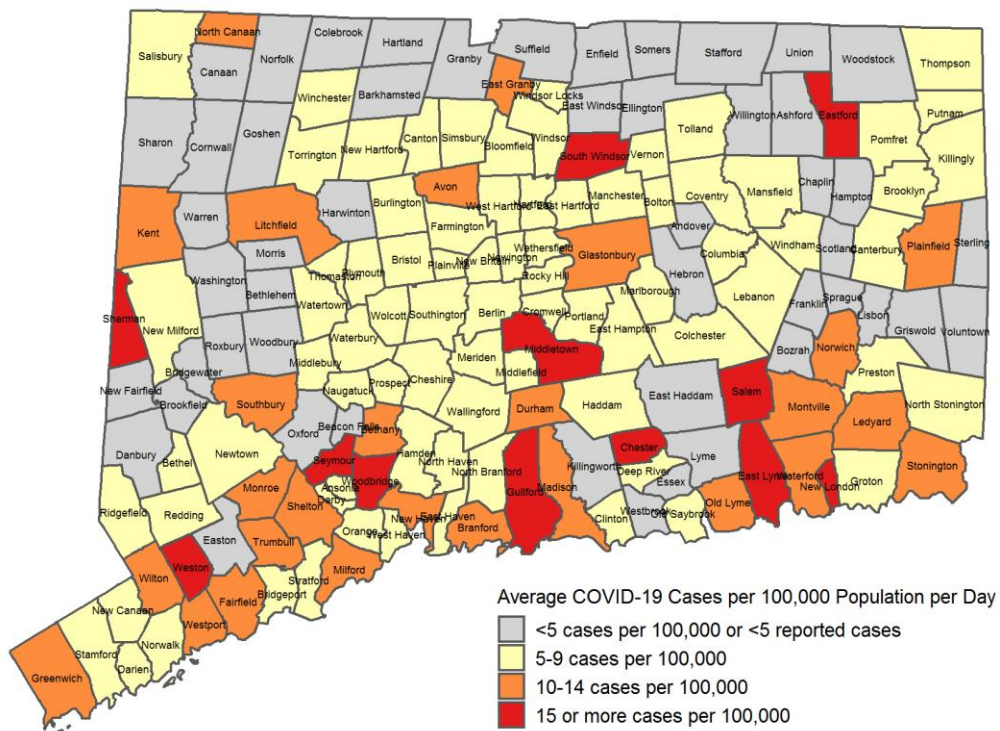 North Canaan
Colebrook
Hartland
Suffield
Enfield
Somers
Stafford
Union
Woodstock
Thompson
Salisbury
Canaan
Norfolk
Granby
East Granby
Windsor Locks
Winchester
Barkhamsted
East Windsor
Ellington
Willington
Ashford
Eastford
Putnam
Sharon
Cornwall
Goshen
Torrington
New Hartford
Canton
Simsbury
Bloomfield
Windsor
South Windsor
Vernon
Tolland
Pomfret
Killingly
Kent
Warren
Litchfield
Harwinton
Burlington
Avon
West Hartford
Hartford
East Hartford
Manchester
Bolton
Coventry
Mansfield
Chaplin
Hampton
Brooklyn
Farmington
Andover
Morris
Bristol
Plainville
New Britain
Newington
Wethersfield
Glastonbury
Hebron
Columbia
Windham
Scotland
Canterbury
Plainfield
Sterling
Washington
Bethlehem
Thomaston
Plymouth
Watertown
Rocky Hill
Marlborough
Lebanon
Franklin
Sprague
Lisbon
Griswold
Voluntown
Sherman
New Milford
Roxbury
Woodbury
Waterbury
Wolcott
Southington
Berlin
Cromwell
Portland
East Hampton
Colchester
Bozrah
Norwich
Preston
Bridgewater
Middlebury
Meriden
Middletown
Middlefield
New Fairfield
Brookfield
Southbury
Naugatuck
Prospect
Cheshire
Wallingford
Durham
Haddam
East Haddam
Salem
Montville
Ledyard
North Stonington
Danbury
Bethel
Newtown
Oxford
Beacon Falls
Bethany
Hamden
North Haven
North Branford
Killingworth
Chester
Deep River
Essex
Lyme
East Lyme
Waterford
New London
Groton
Stonington
Seymour
Woodbridge
Ansonia
Derby
Guilford
Madison
Ridgefield
Redding
Monroe
Shelton
Orange
New Haven
West Haven
East Haven
Branford
Clinton
Westbrook
Old Saybrook
Old Lyme
Easton
Trumbull
Weston
Wilton
Milford
Stratford
Bridgeport
Fairfield
Westport
New Canaan
Norwalk
Stamford
Darien
Greenwich
Average COVID-19 Cases per 100,000 Population per Day
<5 cases per 100,000 or <5 reported cases
5-9 cases per 100,000
10-14 cases per 100,000
15 or more cases per 100,000